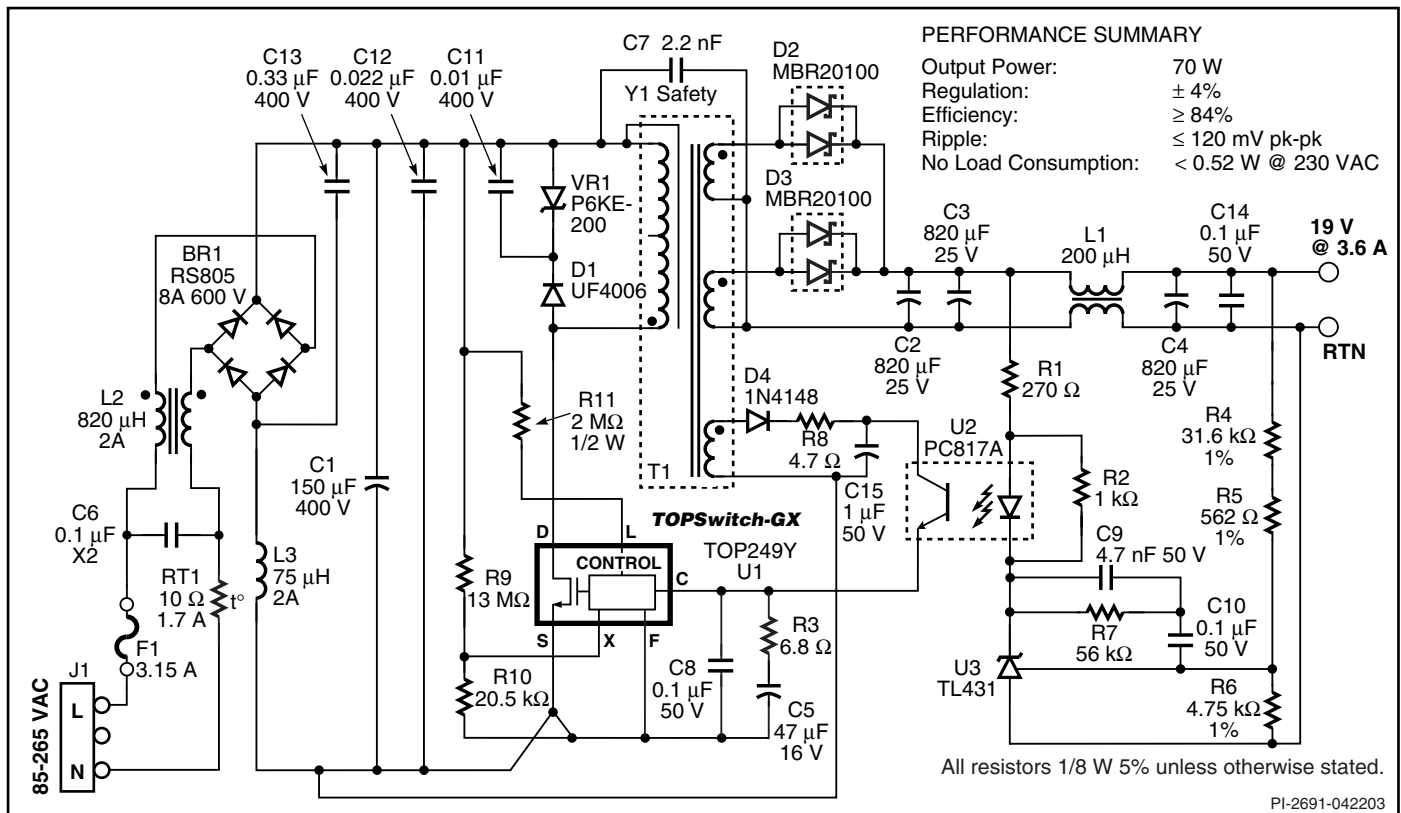 PERFORMANCE SUMMARY
Output Power: 70 W
Regulation: ± 4%
Efficiency: ≥ 84%
Ripple: ≤ 120 mV pk-pk
No Load Consumption: < 0.52 W @ 230 VAC
C13
0.33 µF
400 V
C12
0.022 µF
400 V
C11
0.01 µF
400 V
C7 2.2 nF
Y1 Safety
D2
MBR20100
D3
MBR20100
VR1
P6KE-
200
BR1
RS805
8A 600 V
D1
UF4006
C3
820 µF
25 V
L1
200 µH
C14
0.1 µF
50 V
19 V
@ 3.6 A
RTN
C2
820 µF
25 V
C4
820 µF
25 V
R1
270 Ω
L2
820 µH
2A
R11
2 MΩ
1/2 W
D4
1N4148
R8
4.7 Ω
T1
C15
1 µF
50 V
U2
PC817A
R2
1 kΩ
R4
31.6 kΩ
1%
R5
562 Ω
1%
C1
150 µF
400 V
C6
0.1 µF
X2
RT1
10 Ω
1.7 A
t°
L3
75 µH
2A
TOPSwitch-GX
TOP249Y
U1
D
L
CONTROL
C
S
X
F
R9
13 MΩ
R10
20.5 kΩ
C8
0.1 µF
50 V
R3
6.8 Ω
C5
47 µF
16 V
C9
4.7 nF 50 V
R7
56 kΩ
C10
0.1 µF
50 V
U3
TL431
R6
4.75 kΩ
1%
F1
3.15 A
J1
L
N
85-265 VAC
All resistors 1/8 W 5% unless otherwise stated.
PI-2691-042203